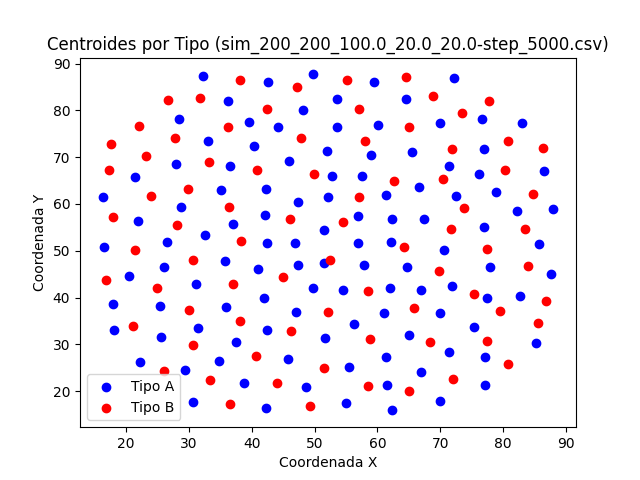 Centroides por Tipo (sim_200_200_100.0_20.0_20.0-step_5000.csv)
90
80
70
60
50
40
30
20
Coordenada Y
Tipo A
Tipo B
20 30 40 50 60 70 80 90
Coordenada X